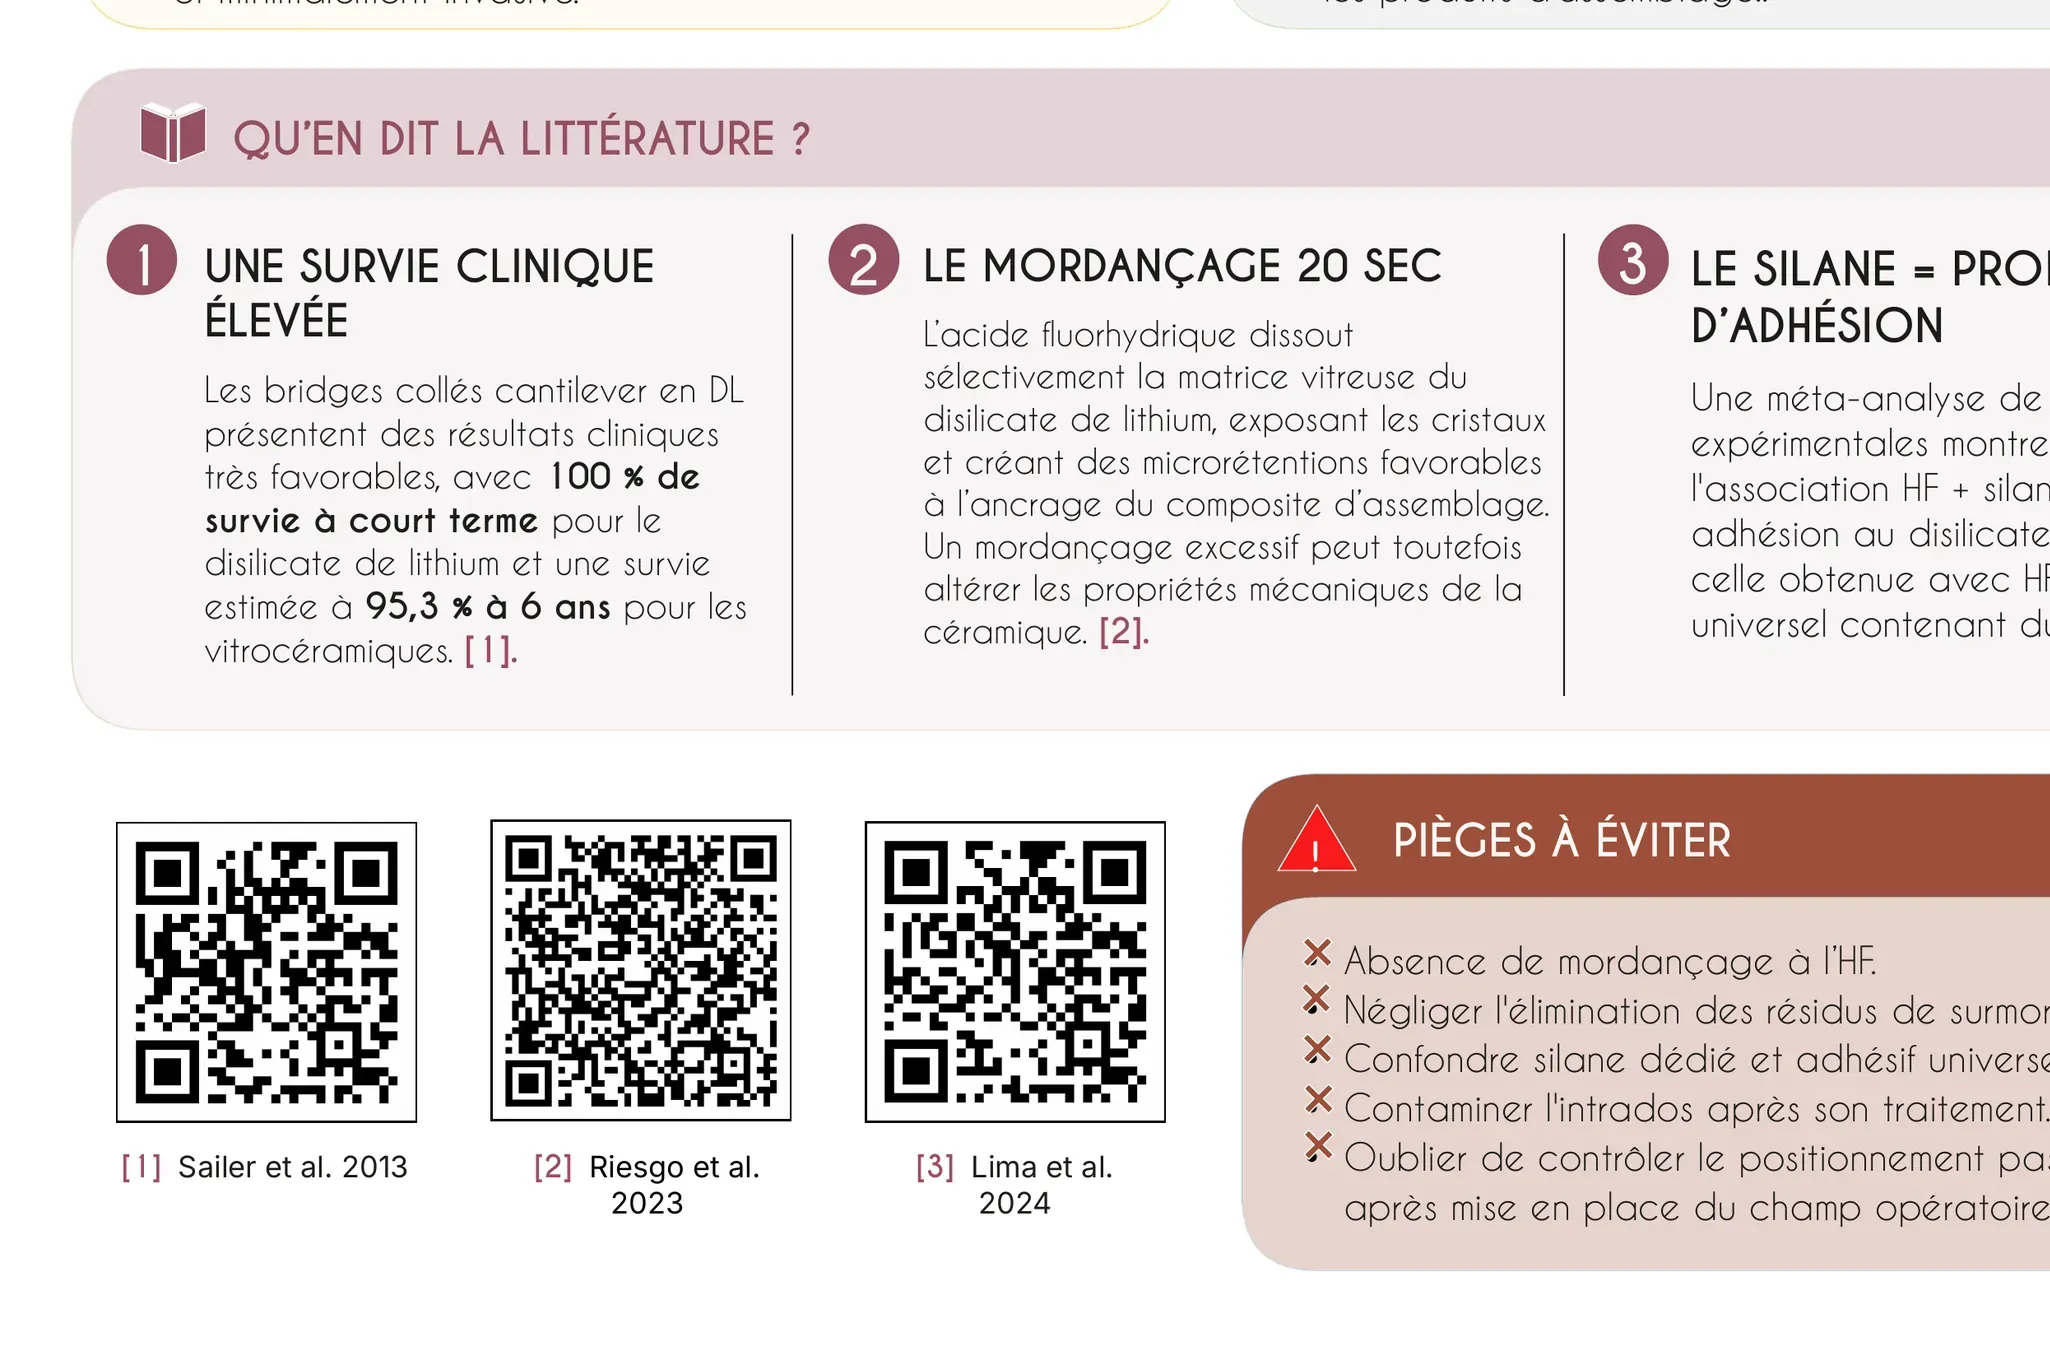 et minimalement invasive.
les produits d'assemblage..
QU'EN DIT LA LITTÉRATURE ?
1
UNE SURVIE CLINIQUE
ÉLEVÉE
Les bridges collés cantilever en DL
présentent des résultats cliniques
très favorables, avec 100 % de
survie à court terme pour le
disilicate de lithium et une survie
estimée à 95,3 % à 6 ans pour les
vitrocéramiques. [1].
2
LE MORDANÇAGE 20 SEC
L'acide fluorhydrique dissout
sélectivement la matrice vitreuse du
disilicate de lithium, exposant les cristaux
et créant des microrétentions favorables
à l'ancrage du composite d'assemblage.
Un mordançage excessif peut toutefois
altérer les propriétés mécaniques de la
céramique. [2].
3
LE SILANE =
D'ADHÉSION
Une méta-analyse de
expérimentales montre
l'association HF +
adhésion au disilicate
celle obtenue avec HF
universel contenant
[1] Sailer et al. 2013
[2] Riesgo et al.
2023
[3] Lima et al.
2024
PIÈGES À ÉVITER
Absence de mordançage à l'HF.
Négliger l'élimination des résidus de
Confondre silane dédié et adhésif
Contaminer l'intrados après son traitement.
Oublier de contrôler le positionnement
après mise en place du champ opératoire